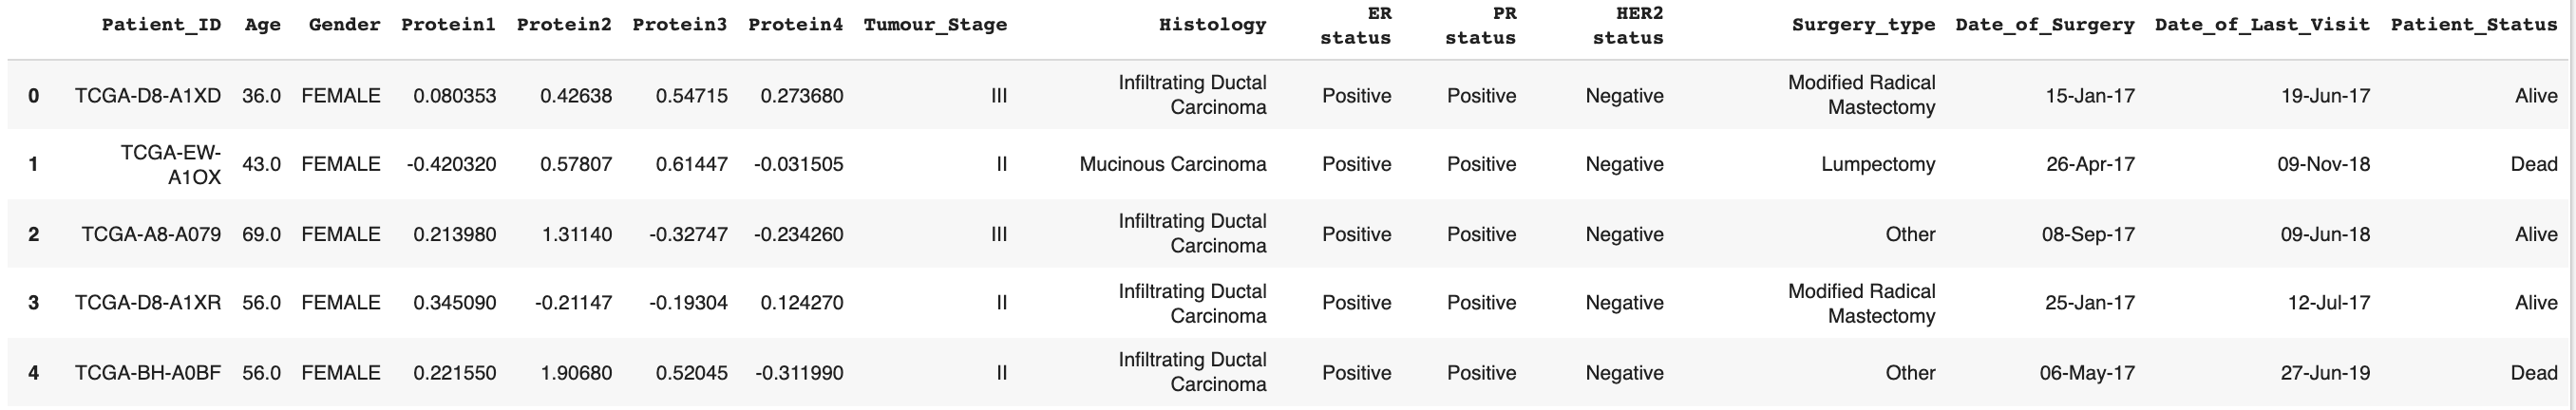 Patient_ID Age Gender Protein1 Protein2 Protein3 Protein4 Tumour_Stage Histology ER status PR status HER2 status Surgery_type Date_of_Surgery Date_of_Last_Visit Patient_Status
0 TCGA-D8-A1XD 36.0 FEMALE 0.080353 0.42638 0.54715 0.273680 III Infiltrating Ductal Carcinoma Positive Positive Negative Modified Radical Mastectomy 15-Jan-17 19-Jun-17 Alive
1 TCGA-EW-A1OX 43.0 FEMALE -0.420320 0.57807 0.61447 -0.031505 II Mucinous Carcinoma Positive Positive Negative Lumpectomy 26-Apr-17 09-Nov-18 Dead
2 TCGA-A8-A079 69.0 FEMALE 0.213980 1.31140 -0.32747 -0.234260 III Infiltrating Ductal Carcinoma Positive Positive Negative Other 08-Sep-17 09-Jun-18 Alive
3 TCGA-D8-A1XR 56.0 FEMALE 0.345090 -0.21147 -0.19304 0.124270 II Infiltrating Ductal Carcinoma Positive Positive Negative Modified Radical Mastectomy 25-Jan-17 12-Jul-17 Alive
4 TCGA-BH-A0BF 56.0 FEMALE 0.221550 1.90680 0.52045 -0.311990 II Infiltrating Ductal Carcinoma Positive Positive Negative Other 06-May-17 27-Jun-19 Dead